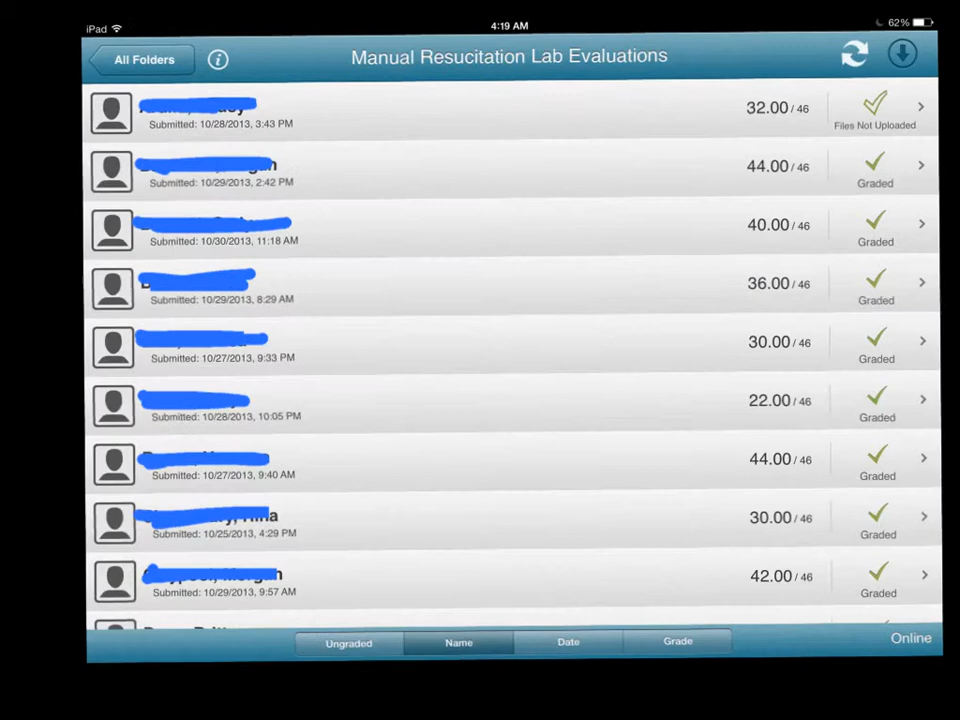 iPad
4:19 AM
62%
All Folders
Manual Resucitation Lab Evaluations
32.00 / 46
Submitted: 10/28/2013, 3:43 PM
Files Not Uploaded
44.00 / 46
Submitted: 10/29/2013, 2:42 PM
Graded
40.00 / 46
Submitted: 10/30/2013, 11:18 AM
Graded
36.00 / 46
Submitted: 10/29/2013, 8:29 AM
Graded
30.00 / 46
Submitted: 10/27/2013, 9:33 PM
Graded
22.00 / 46
Submitted: 10/28/2013, 10:05 PM
Graded
44.00 / 46
Submitted: 10/27/2013, 9:40 AM
Graded
30.00 / 46
Submitted: 10/25/2013, 4:29 PM
Graded
42.00 / 46
Submitted: 10/29/2013, 9:57 AM
Graded
Ungraded
Name
Date
Grade
Online